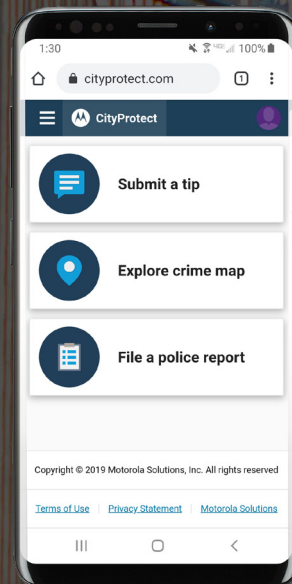 1:30 100%
cityprotect.com 1
CityProtect
Submit a tip
Explore crime map
File a police report
Copyright © 2019 Motorola Solutions, Inc. All rights reserved
Terms of Use | Privacy Statement | Motorola Solutions